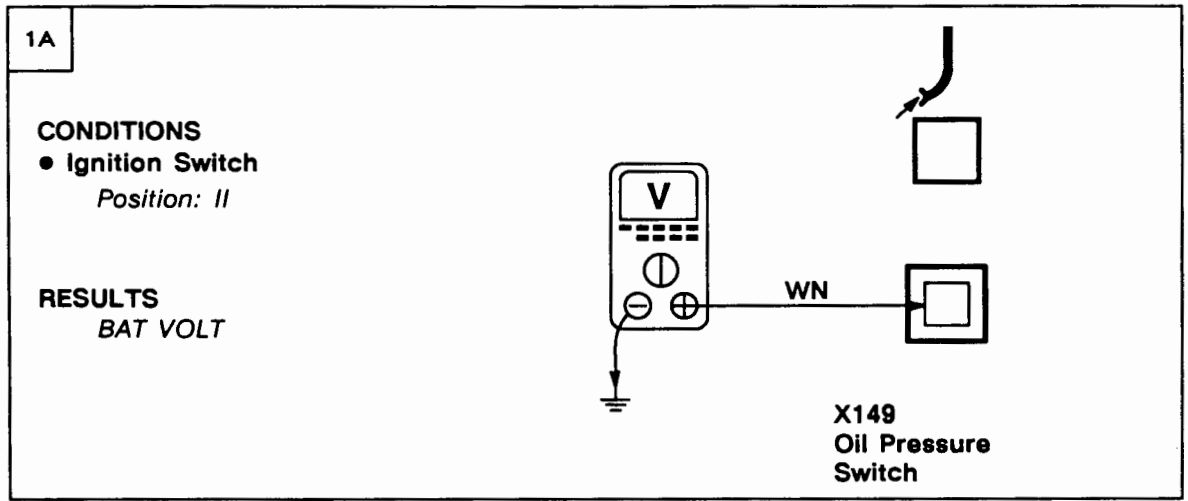 1A
CONDITIONS
● Ignition Switch
Position: II
RESULTS
BAT VOLT
V
WN
X149
Oil Pressure
Switch